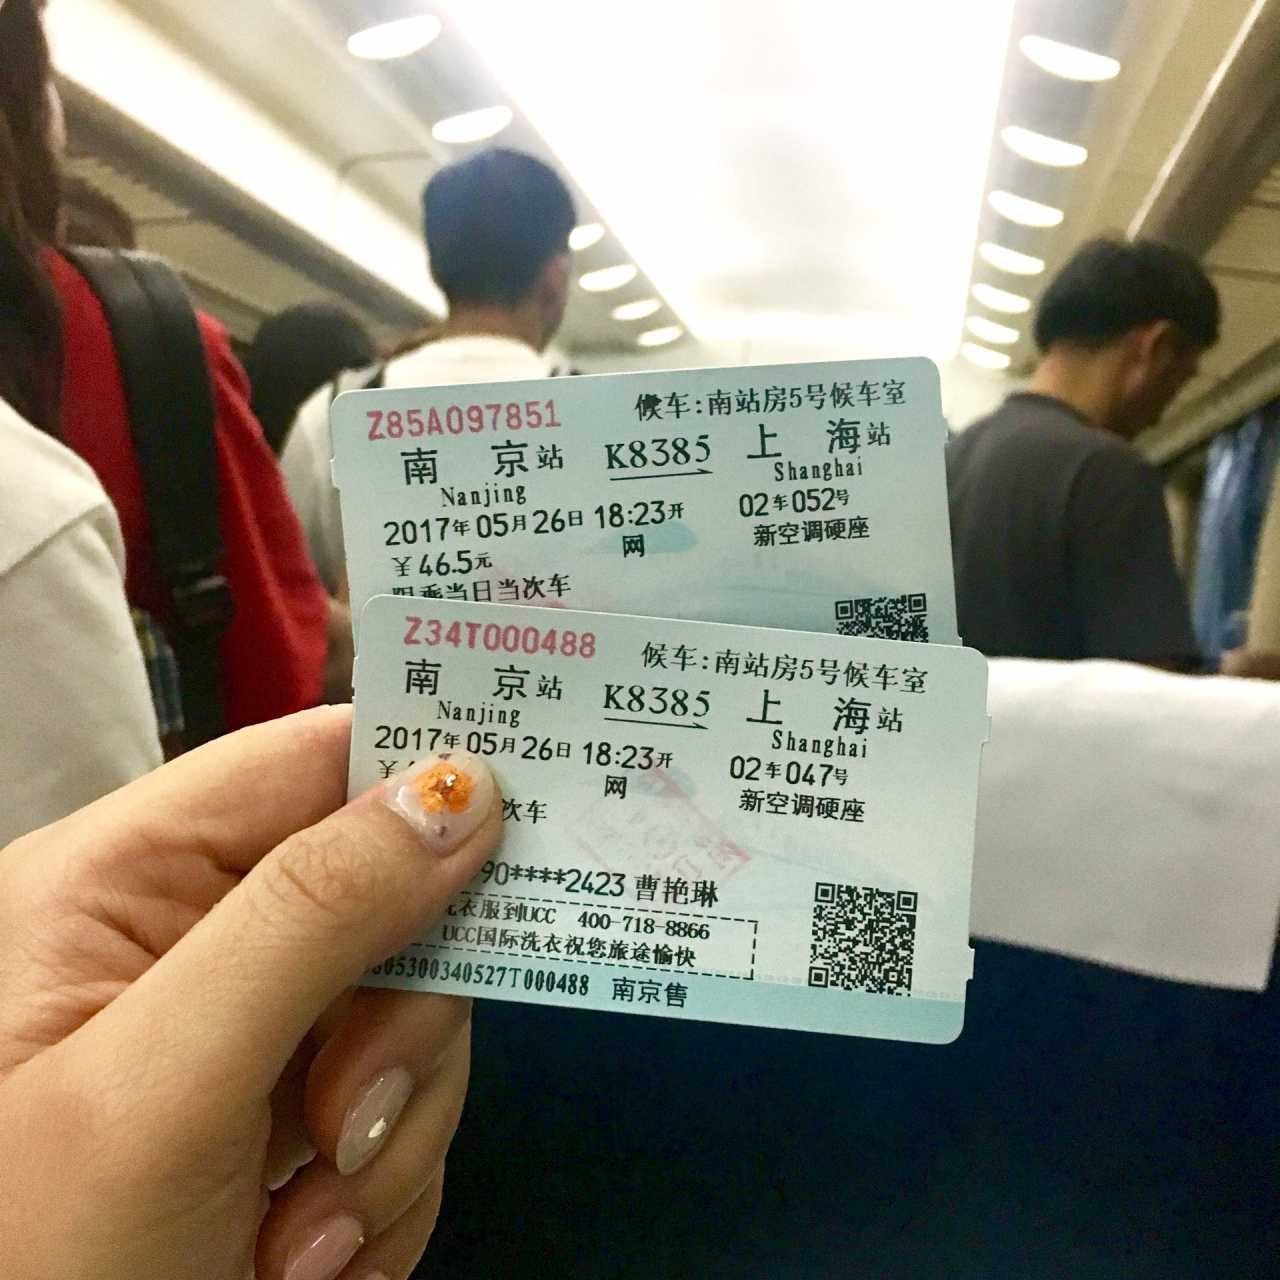 Z85A097851 候车:南站房5号候车室
南京站 K8385 上海站
Nanjing Shanghai
2017年05月26日 18:23开 02车052号
¥46.5元 网 新空调硬座
限乘当日当次车
Z34T000488 候车:南站房5号候车室
南京站 K8385 上海站
Nanjing Shanghai
2017年05月26日 18:23开 02车047号
¥ 网 新空调硬座
次车
90****2423 曹艳琳
衣服到UCC 400-718-8866
UCC国际洗衣祝您旅途愉快
05300340527T000488 南京售